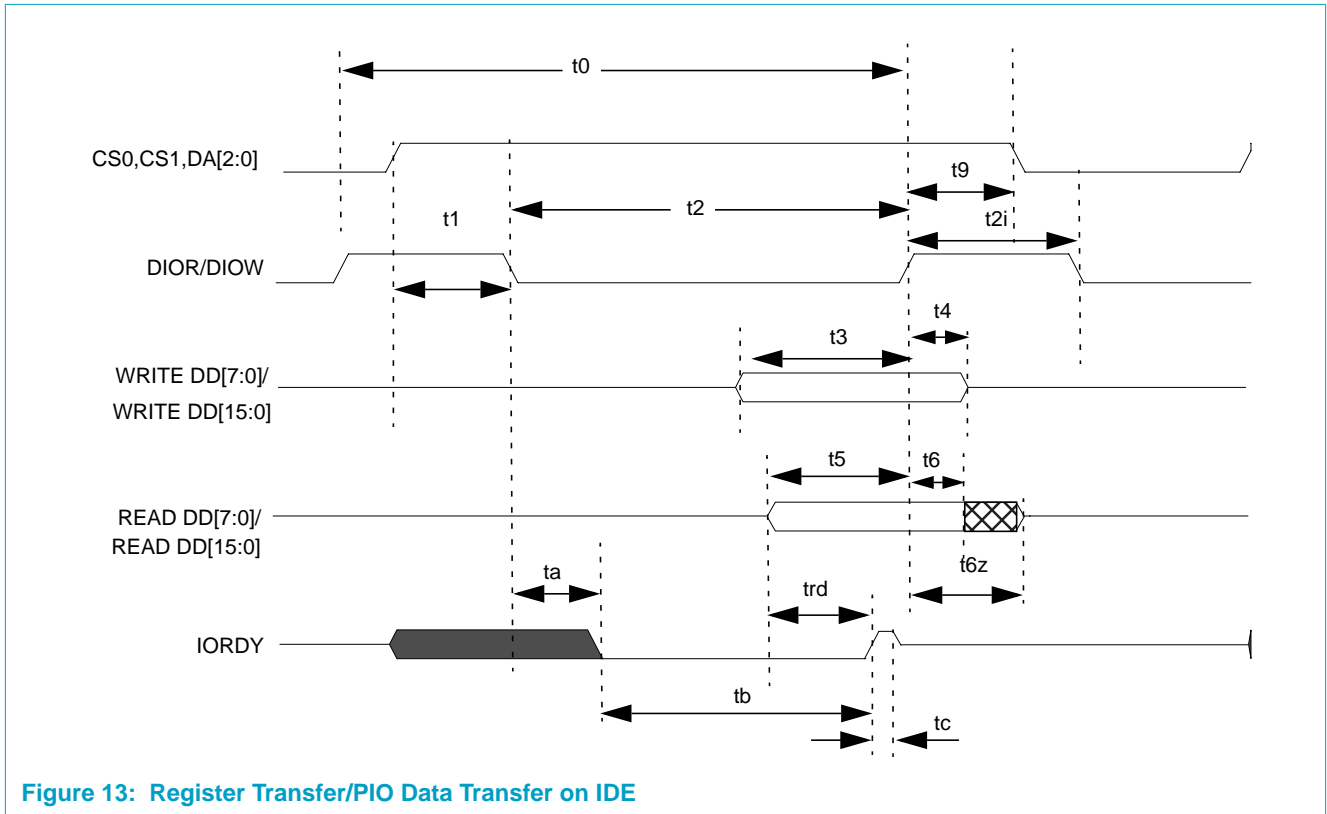 t0
CS0,CS1,DA[2:0]
t9
t1
t2
t2i
DIOR/DIOW
t4
t3
WRITE DD[7:0]/
WRITE DD[15:0]
t5
t6
READ DD[7:0]/
READ DD[15:0]
t6z
ta
trd
IORDY
tb
tc
Figure 13: Register Transfer/PIO Data Transfer on IDE